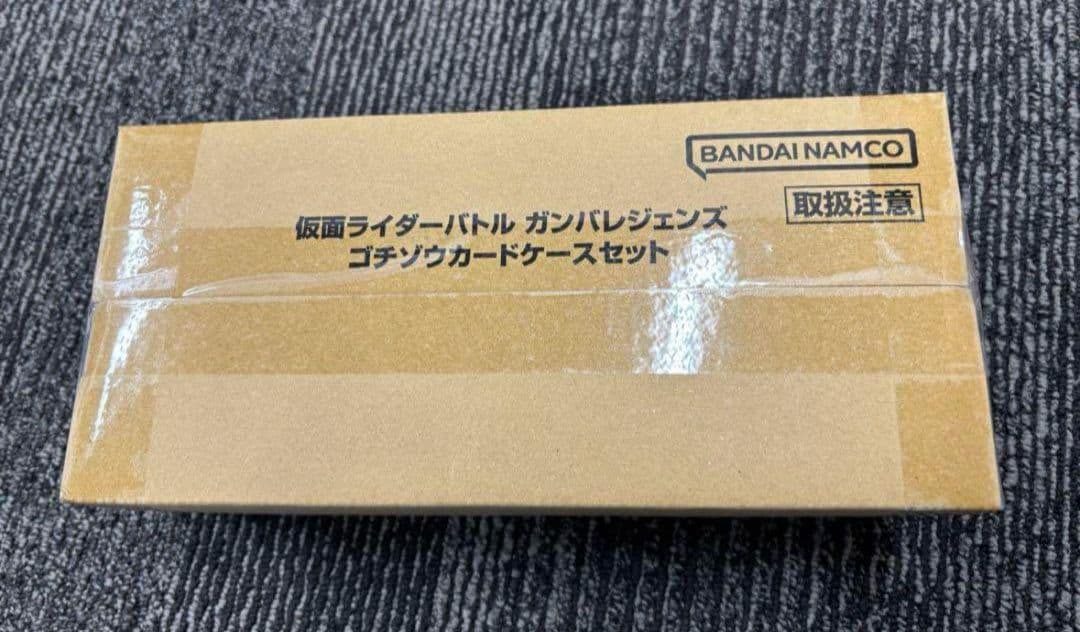 BANDAI NAMCO
取扱注意
仮面ライダーバトル ガンバレジェンズ
ゴチゾウカードケースセット